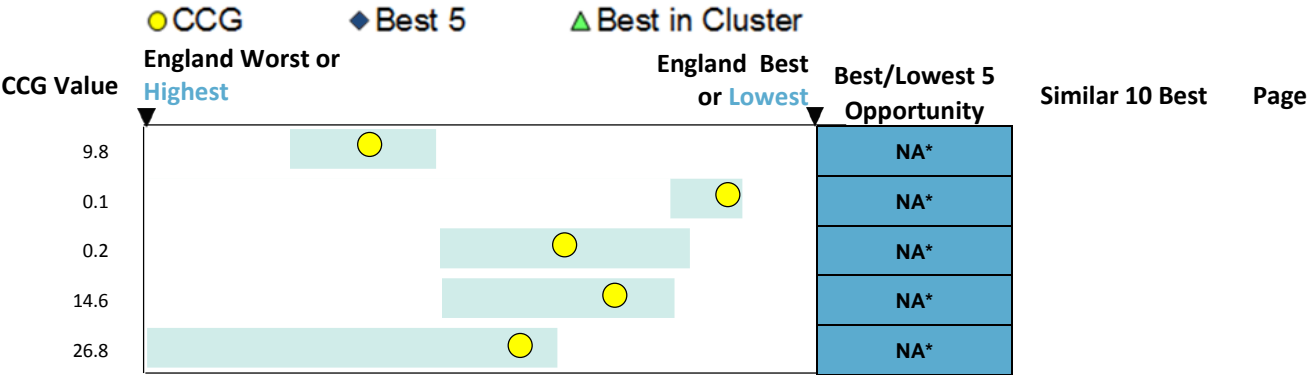 CCG Best 5 Best in Cluster
CCG Value England Worst or Highest England Best or Lowest Best/Lowest 5 Opportunity Similar 10 Best Page
9.8 NA*
0.1 NA*
0.2 NA*
14.6 NA*
26.8 NA*